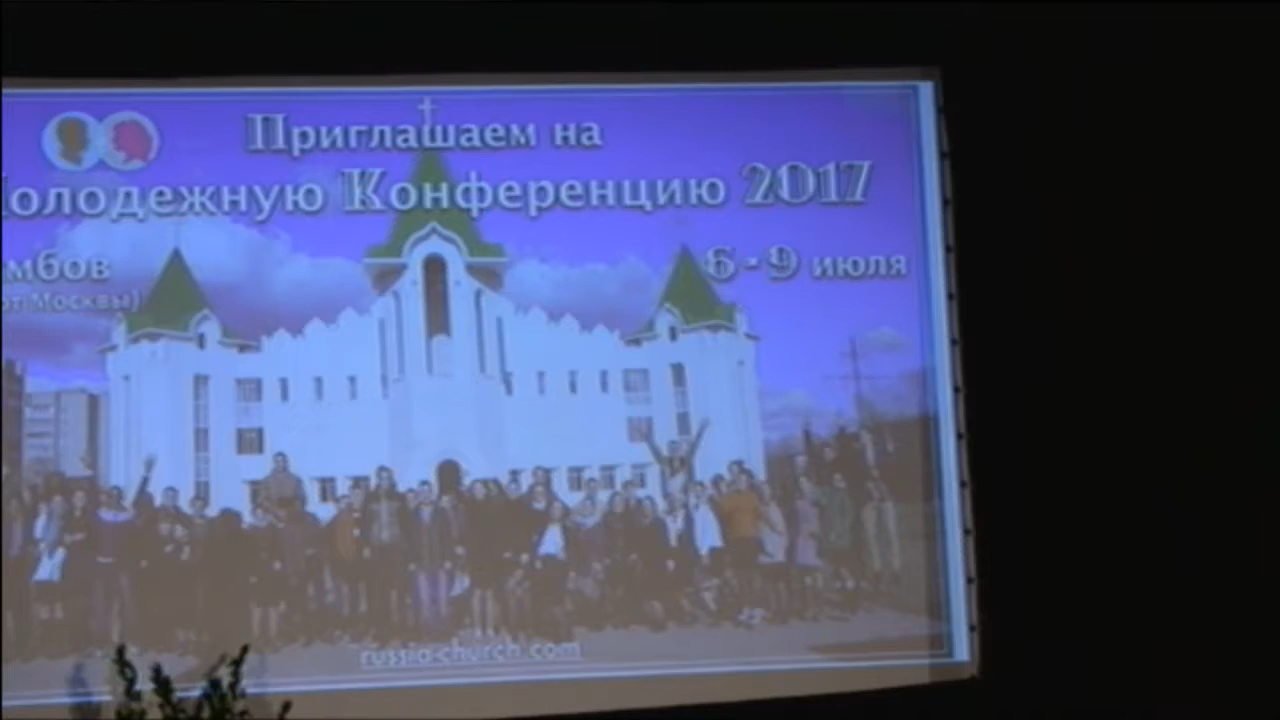 Приглашаем на
олодежную Конференцию 2017
мбов
6-9 июля
от Москвы)
russia-church.com